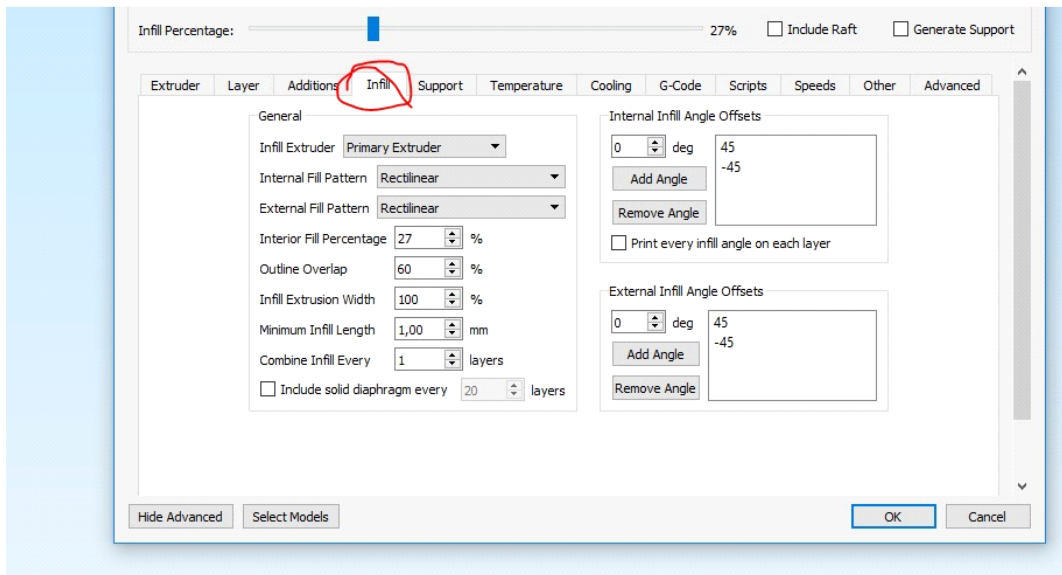 Infill Percentage: 27% Include Raft Generate Support
Extruder Layer Additions Infill Support Temperature Cooling G-Code Scripts Speeds Other Advanced
General
Infill Extruder Primary Extruder
Internal Fill Pattern Rectilinear
External Fill Pattern Rectilinear
Interior Fill Percentage 27 %
Outline Overlap 60 %
Infill Extrusion Width 100 %
Minimum Infill Length 1,00 mm
Combine Infill Every 1 layers
Include solid diaphragm every 20 layers
Internal Infill Angle Offsets
0 deg
Add Angle
Remove Angle
45
-45
Print every infill angle on each layer
External Infill Angle Offsets
0 deg
Add Angle
Remove Angle
45
-45
Hide Advanced Select Models OK Cancel